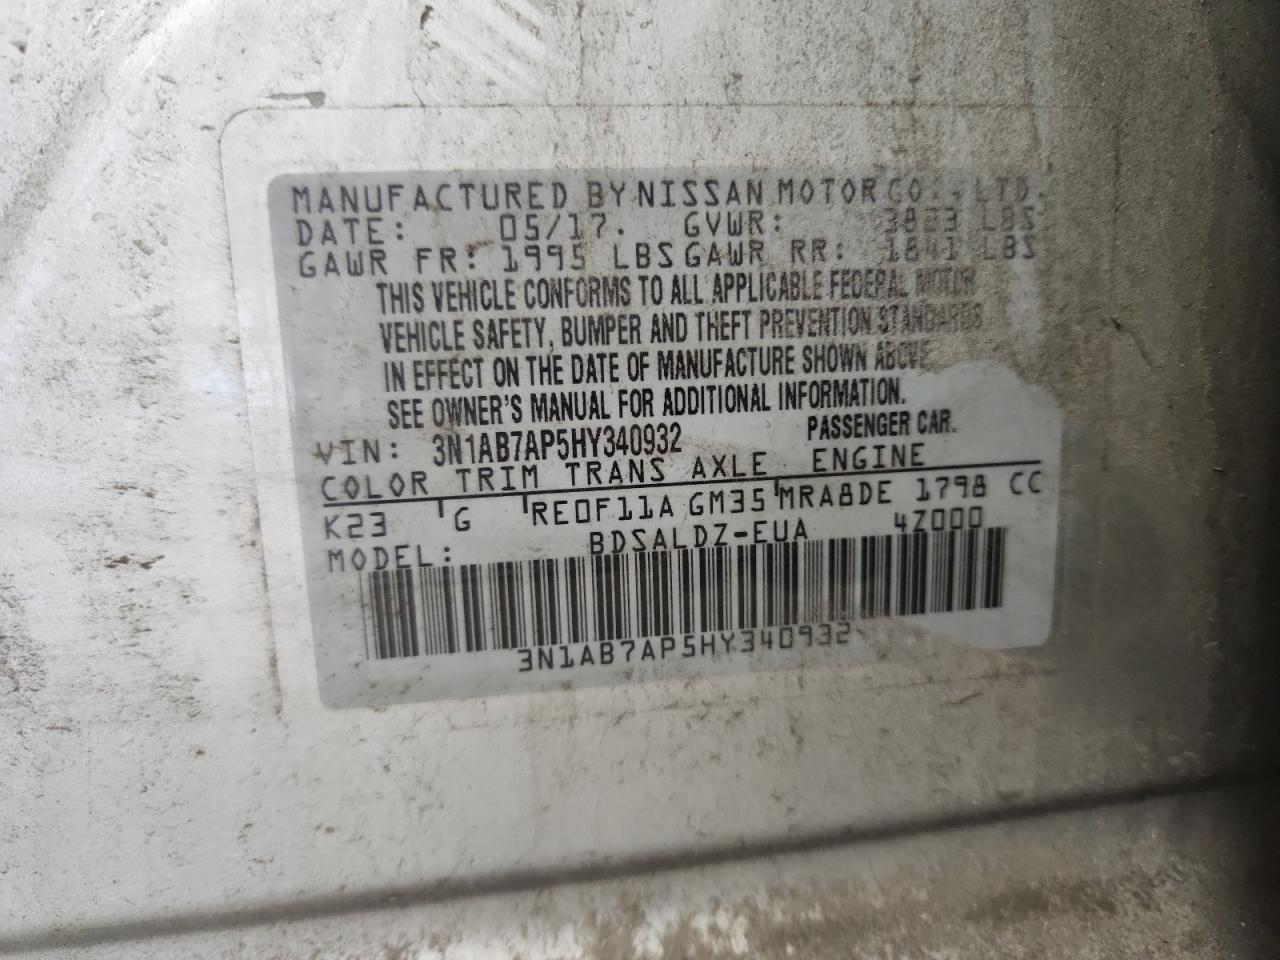 MANUFACTURED BY NISSAN MOTOR CO., LTD.
DATE: 05/17. GVWR: 3823 LBS
GAWR FR: 1995 LBS GAWR RR: 1841 LBS
THIS VEHICLE CONFORMS TO ALL APPLICABLE FEDERAL MOTOR
VEHICLE SAFETY, BUMPER AND THEFT PREVENTION STANDARDS
IN EFFECT ON THE DATE OF MANUFACTURE SHOWN ABOVE
SEE OWNER'S MANUAL FOR ADDITIONAL INFORMATION.
VIN: 3N1AB7AP5HY340932 PASSENGER CAR.
COLOR TRIM TRANS AXLE ENGINE
K23 G RE0F11A GM35 MRA8DE 1798 CC
MODEL: BDSALDZ-EUA 4Z000
3N1AB7AP5HY340932